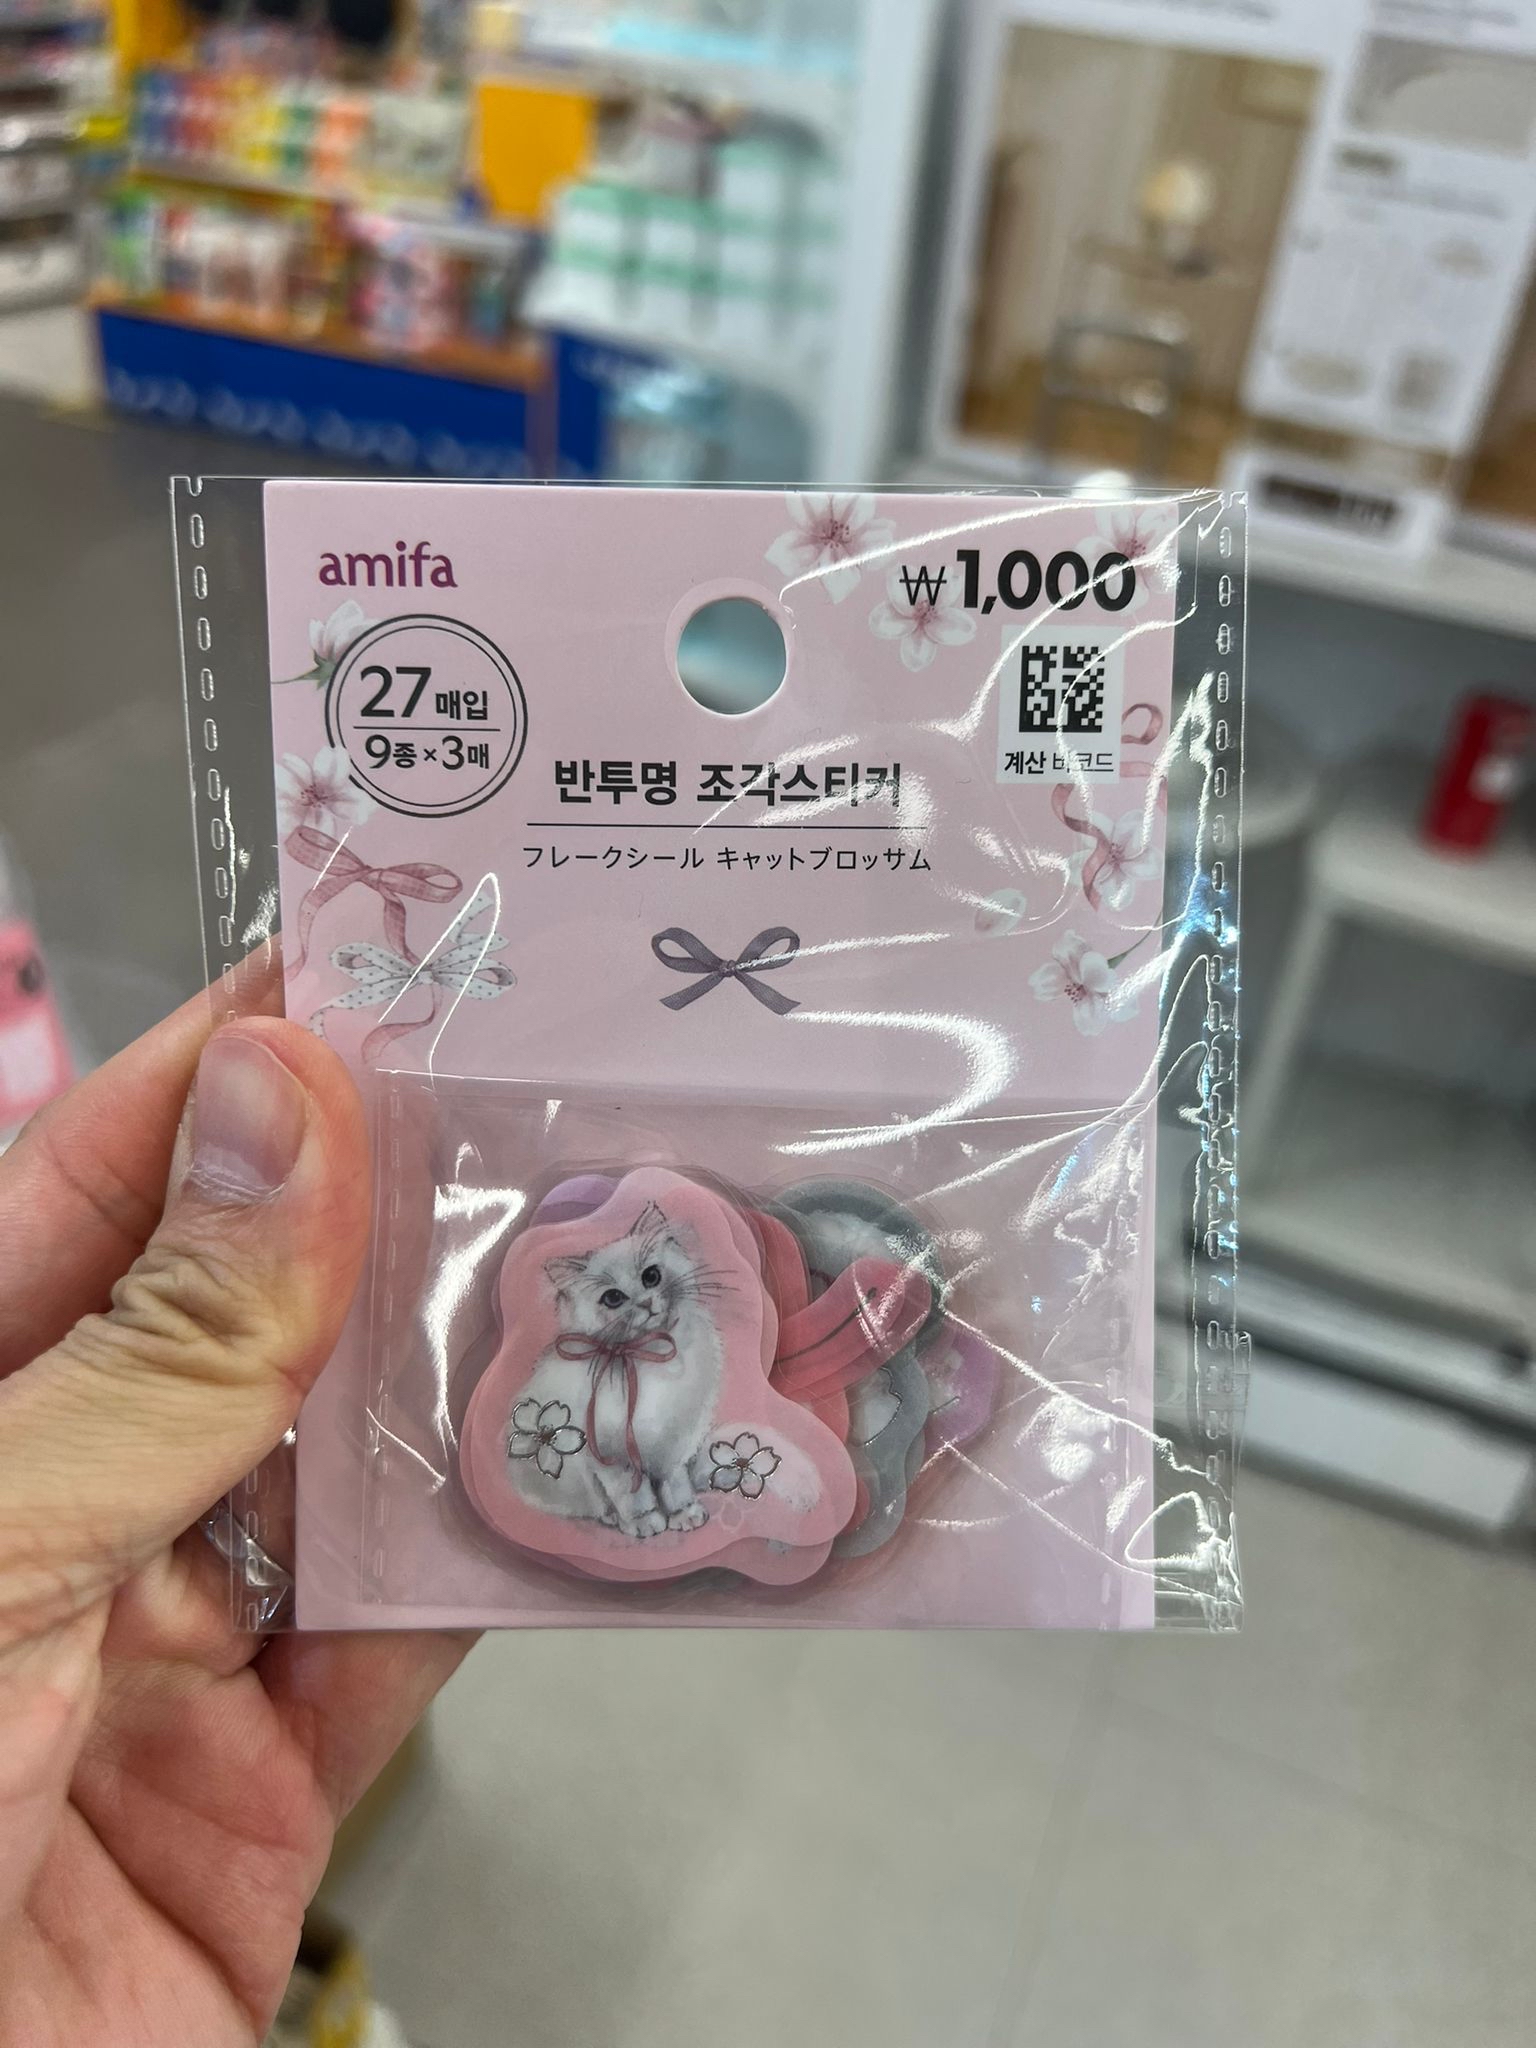 amifa
₩1,000
27매입
9종×3매
계산 바코드
반투명 조각스티커
フレークシール キャットブロッサム